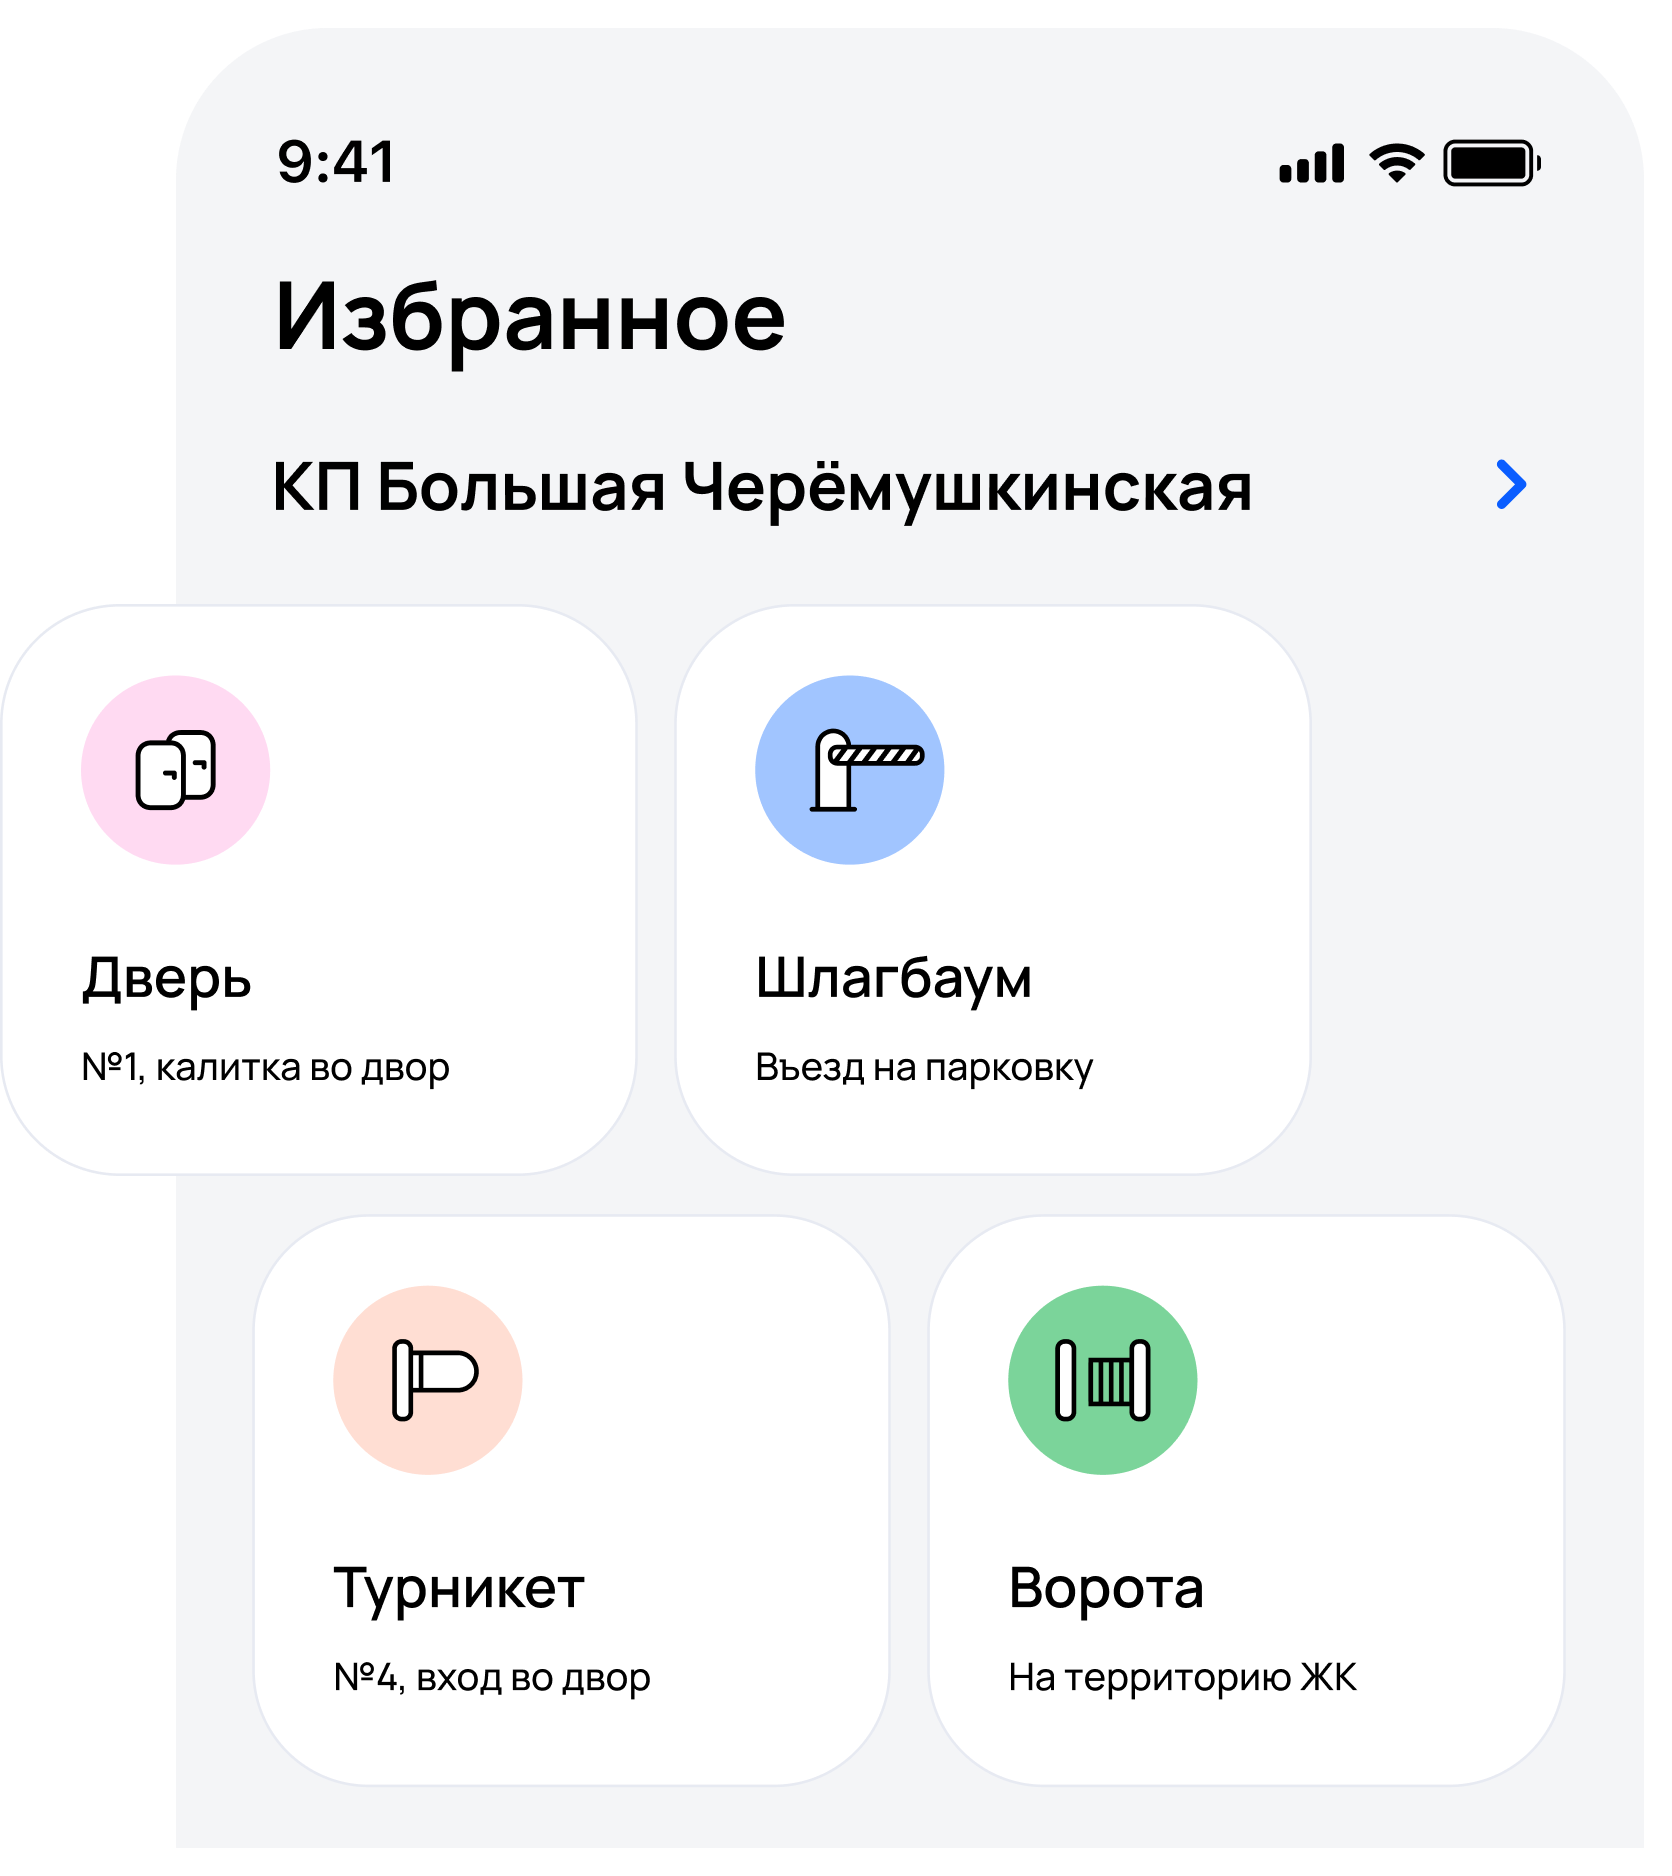 9:41
Избранное
КП Большая Черёмушкинская
Дверь
№1, калитка во двор
Шлагбаум
Въезд на парковку
Турникет
№4, вход во двор
Ворота
На территорию ЖК